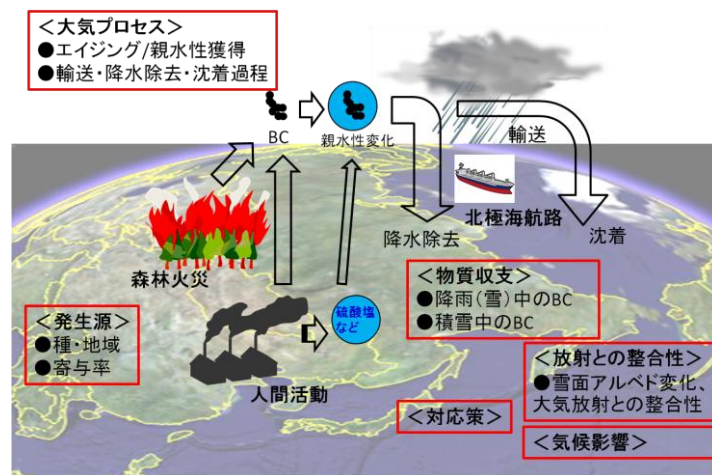 ＜大気プロセス＞
●エイジング/親水性獲得
●輸送・降水除去・沈着過程
BC
親水性変化
輸送
北極海航路
降水除去
沈着
森林火災
＜物質収支＞
●降雨(雪)中のBC
●積雪中のBC
＜発生源＞
●種・地域
●寄与率
硫酸塩
など
人間活動
＜放射との整合性＞
●雪面アルベド変化、
大気放射との整合性
＜対応策＞
＜気候影響＞